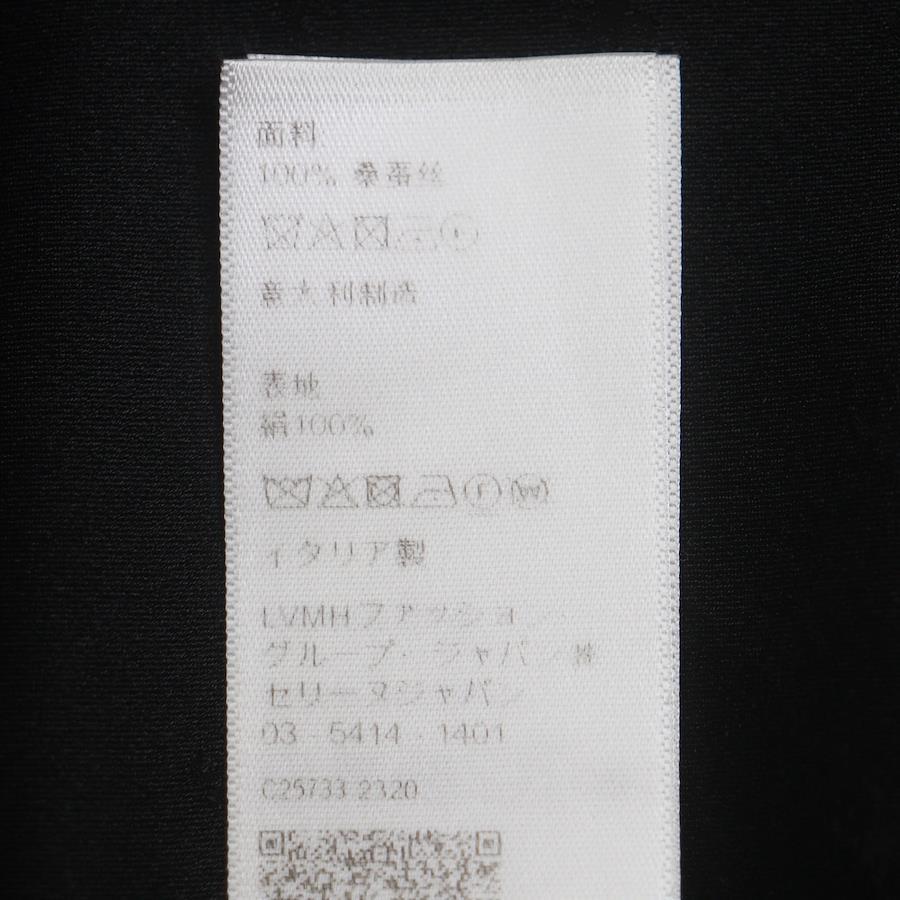 面料
100% 桑蚕丝
意大利制造
表地
絹100%
イタリア製
LVMHファッション
グループ・ジャパン㈱
セリーヌジャパン
03 - 5414 - 1401
C25733 2320